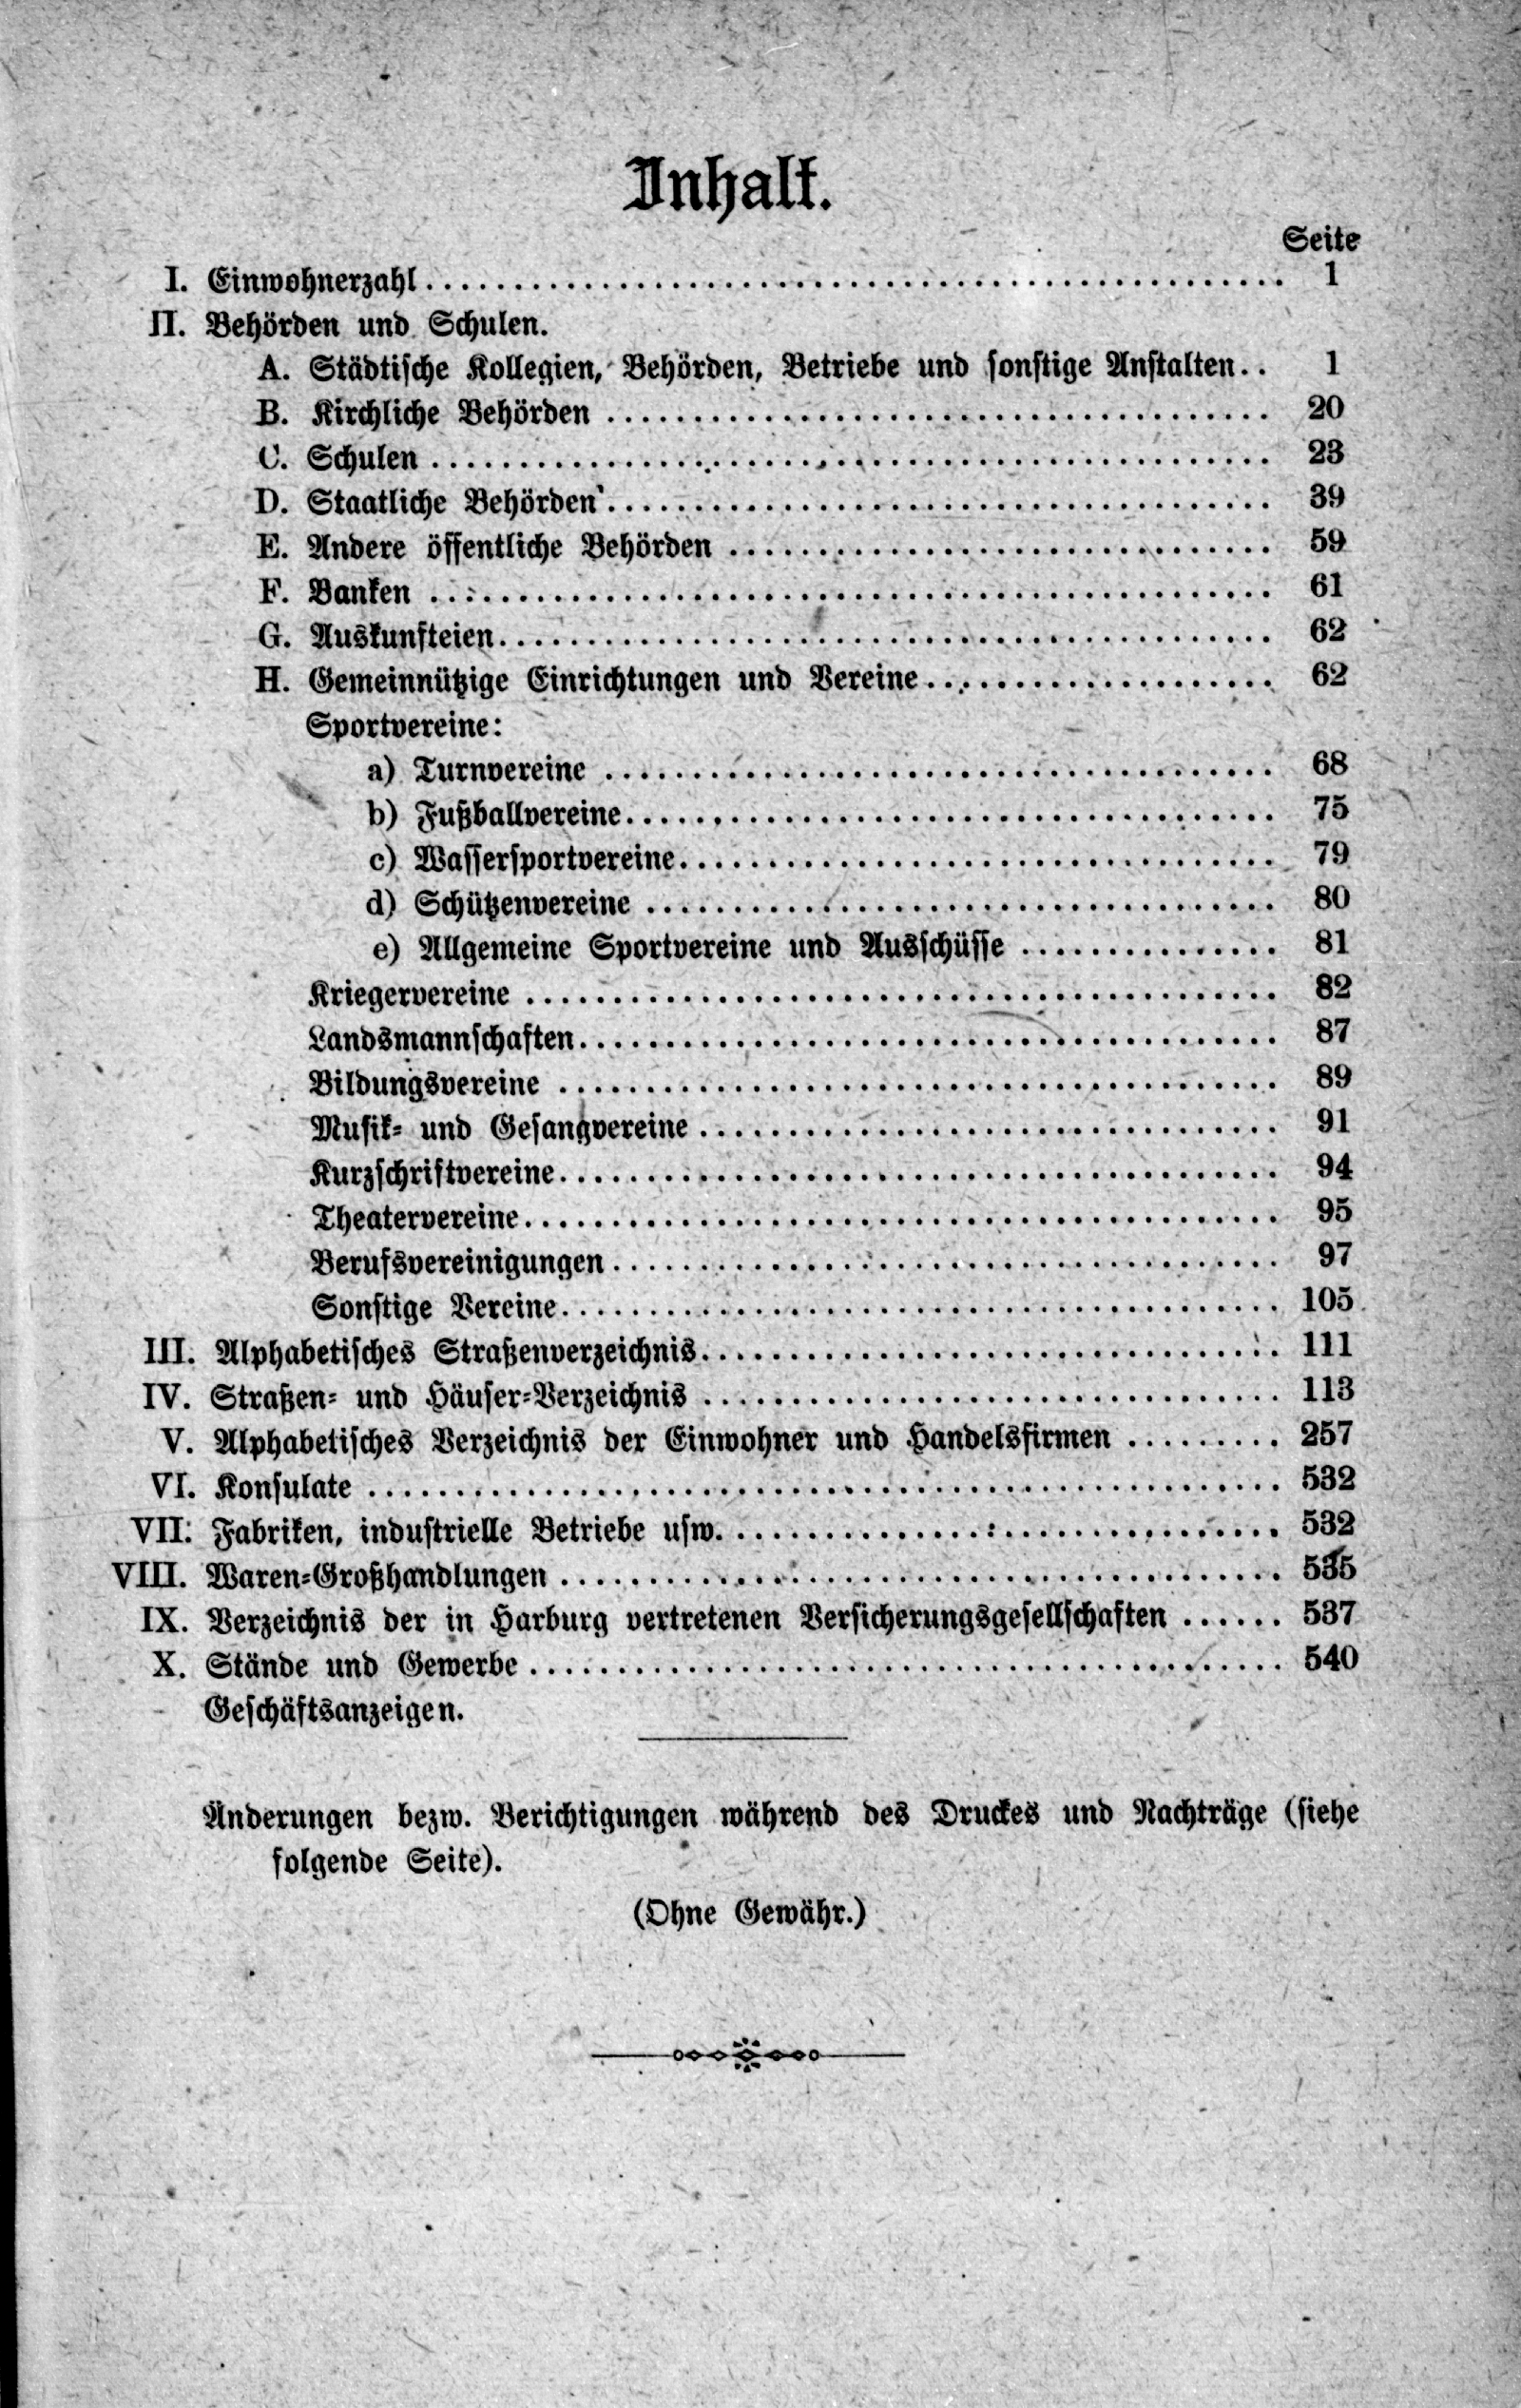 Inhalt.
Seite
I. Einwohnerzahl . . . . . . . . . . 1
II. Behörden und Schulen.
A. Städtische Kollegien, Behörden, Betriebe und sonstige Anstalten . . 1
B. Kirchliche Behörden . . . . . . . . . . 20
C. Schulen . . . . . . . . . . 23
D. Staatliche Behörden . . . . . . . . . . 39
E. Andere öffentliche Behörden . . . . . . . . . . 59
F. Banken . . . . . . . . . . 61
G. Auskunfteien . . . . . . . . . . 62
H. Gemeinnützige Einrichtungen und Vereine . . . . . . . . . . 62
Sportvereine:
a) Turnvereine . . . . . . . . . . 68
b) Fußballvereine . . . . . . . . . . 75
c) Wassersportvereine . . . . . . . . . . 79
d) Schützenvereine . . . . . . . . . . 80
e) Allgemeine Sportvereine und Ausschüsse . . . . . . . . . . 81
Kriegervereine . . . . . . . . . . 82
Landsmannschaften . . . . . . . . . . 87
Bildungsvereine . . . . . . . . . . 89
Musik- und Gesangvereine . . . . . . . . . . 91
Kurzschriftvereine . . . . . . . . . . 94
Theatervereine . . . . . . . . . . 95
Berufsvereinigungen . . . . . . . . . . 97
Sonstige Vereine . . . . . . . . . . 105
III. Alphabetisches Straßenverzeichnis . . . . . . . . . . 111
IV. Straßen- und Häuser-Verzeichnis . . . . . . . . . . 113
V. Alphabetisches Verzeichnis der Einwohner und Handelsfirmen . . . . . . . . . 257
VI. Konsulate . . . . . . . . . . 532
VII. Fabriken, industrielle Betriebe usw. . . . . . . . . . . 532
VIII. Waren-Großhandlungen . . . . . . . . . . 535
IX. Verzeichnis der in Harburg vertretenen Versicherungsgesellschaften . . . . . . 537
X. Stände und Gewerbe . . . . . . . . . . 540
Geschäftsanzeigen.
Änderungen bezw. Berichtigungen während des Druckes und Nachträge (siehe
folgende Seite).
(Ohne Gewähr.)